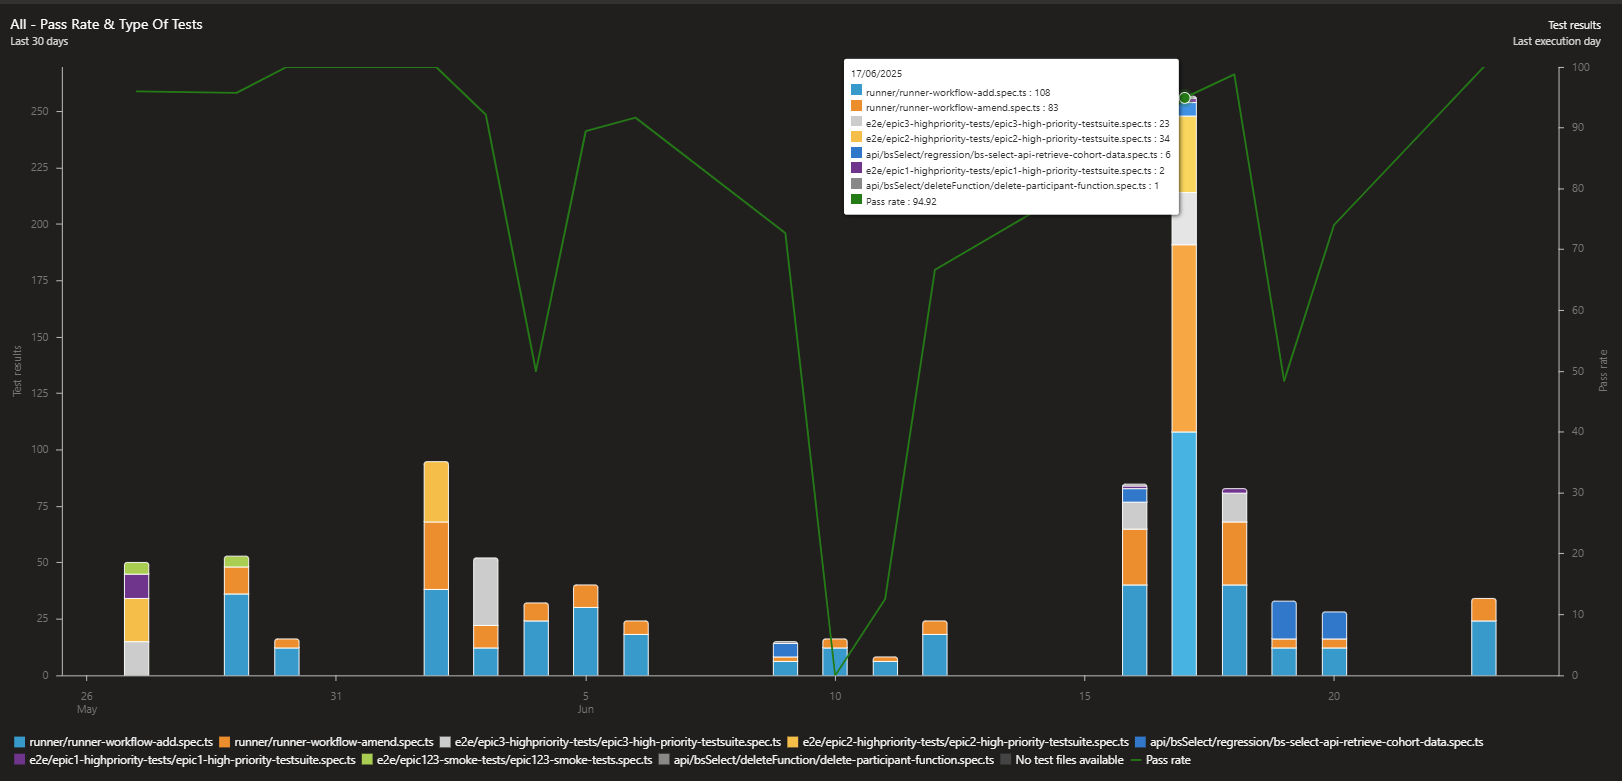 All - Pass Rate & Type Of Tests
Last 30 days
Test results
Last execution day
17/06/2025
runner/runner-workflow-add.spec.ts : 108
runner/runner-workflow-amend.spec.ts : 83
e2e/epic3-highpriority-tests/epic3-high-priority-testsuite.spec.ts : 23
e2e/epic2-highpriority-tests/epic2-high-priority-testsuite.spec.ts : 34
api/bsSelect/regression/bs-select-api-retrieve-cohort-data.spec.ts : 6
e2e/epic1-highpriority-tests/epic1-high-priority-testsuite.spec.ts : 2
api/bsSelect/deleteFunction/delete-participant-function.spec.ts : 1
Pass rate : 94.92
250
225
200
175
150
125
100
75
50
25
0
Test results
100
90
80
70
60
50
40
30
20
10
0
Pass rate
26 31 5 10 15 20
May Jun
runner/runner-workflow-add.spec.ts runner/runner-workflow-amend.spec.ts e2e/epic3-highpriority-tests/epic3-high-priority-testsuite.spec.ts e2e/epic2-highpriority-tests/epic2-high-priority-testsuite.spec.ts api/bsSelect/regression/bs-select-api-retrieve-cohort-data.spec.ts
e2e/epic1-highpriority-tests/epic1-high-priority-testsuite.spec.ts e2e/epic123-smoke-tests/epic123-smoke-tests.spec.ts api/bsSelect/deleteFunction/delete-participant-function.spec.ts No test files available Pass rate